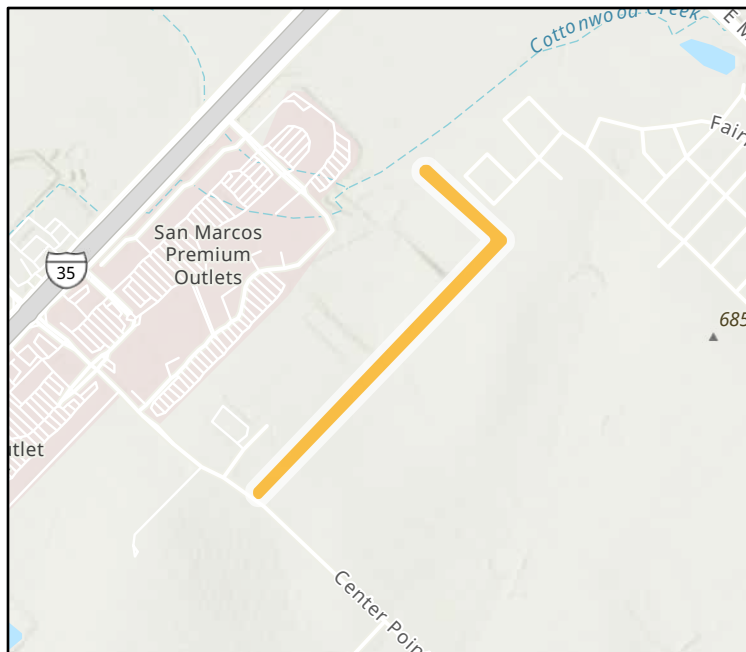 Cottonwood Creek
E M
Fair
San Marcos
Premium
Outlets
35
685
utlet
Center Poin